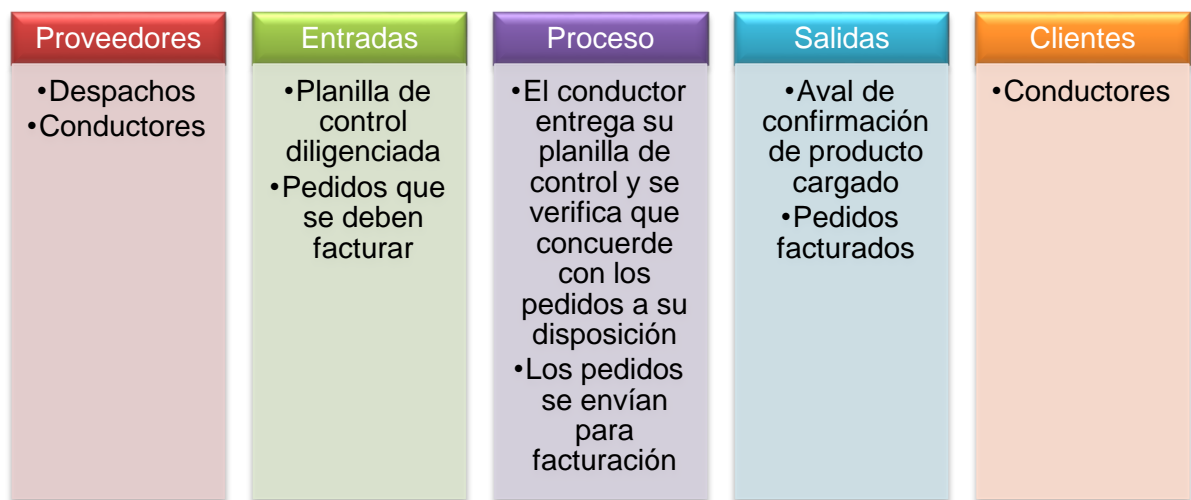 Proveedores
•Despachos
•Conductores
Entradas
•Planilla de
control
diligenciada
•Pedidos que
se deben
facturar
Proceso
•El conductor
entrega su
planilla de
control y se
verifica que
concuerde
con los
pedidos a su
disposición
•Los pedidos
se envían
para
facturación
Salidas
•Aval de
confirmación
de producto
cargado
•Pedidos
facturados
Clientes
•Conductores